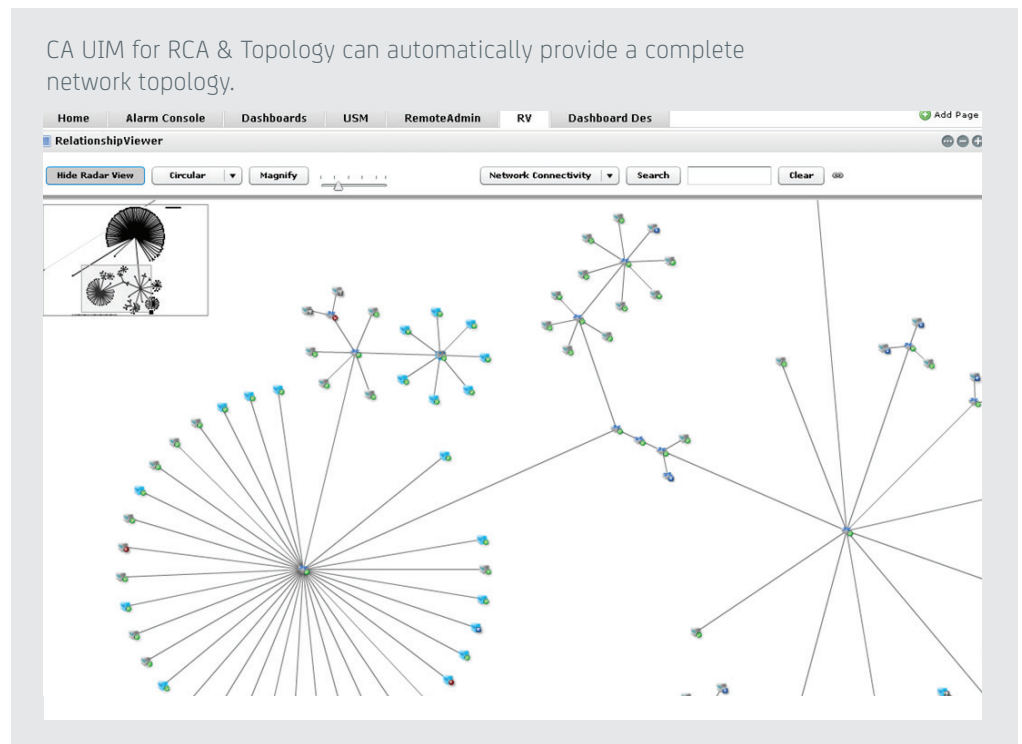 CA UIM for RCA & Topology can automatically provide a complete
network topology.
Home Alarm Console Dashboards USM RemoteAdmin RV Dashboard Des Add Page
RelationshipViewer
Hide Radar View Circular Magnify Network Connectivity Search Clear